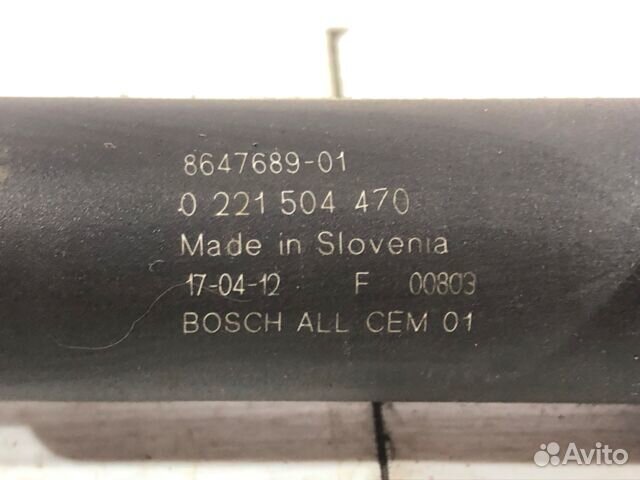 8647689-01
0 221 504 470
Made in Slovenia
17-04-12 F 00803
BOSCH ALL CEM 01
Avito